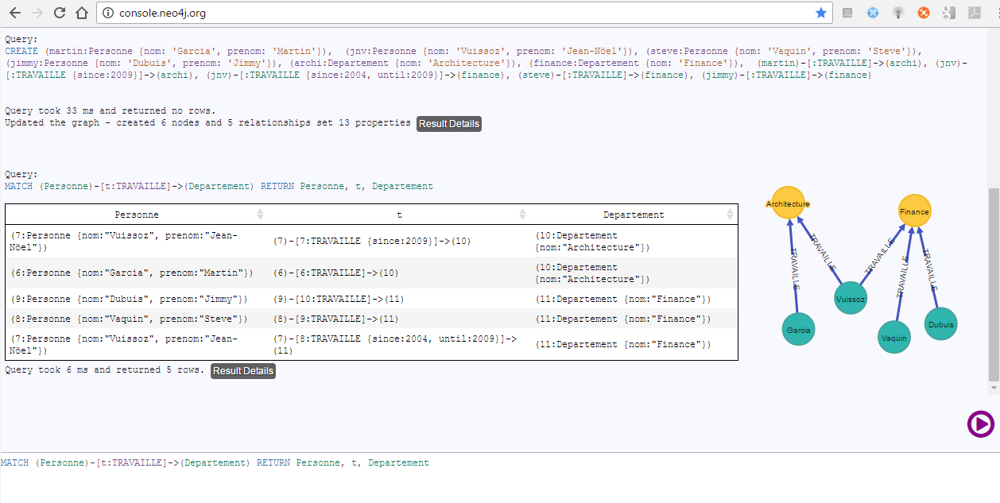 console.neo4j.org
Query:
CREATE (martin:Personne {nom: 'Garcia', prenom: 'Martin'}),  (jnv:Personne {nom: 'Vuissoz', prenom: 'Jean-Nöel'}), (steve:Personne {nom: 'Vaquin', prenom: 'Steve'}),
(jimmy:Personne {nom: 'Dubuis', prenom: 'Jimmy'}), (archi:Departement {nom: 'Architecture'}), (finance:Departement {nom: 'Finance'}),  (martin)-[:TRAVAILLE]->(archi), (jnv)-
[:TRAVAILLE {since:2009}]->(archi), (jnv)-[:TRAVAILLE {since:2004, until:2009}]->(finance), (steve)-[:TRAVAILLE]->(finance), (jimmy)-[:TRAVAILLE]->(finance)
Query took 33 ms and returned no rows.
Updated the graph - created 6 nodes and 5 relationships set 13 properties Result Details
Query:
MATCH (Personne)-[t:TRAVAILLE]->(Departement) RETURN Personne, t, Departement
Personne t Departement
(7:Personne {nom:"Vuissoz", prenom:"Jean-
Nöel"})
(7)-[7:TRAVAILLE {since:2009}]->(10)
(10:Departement
{nom:"Architecture"})
(6:Personne {nom:"Garcia", prenom:"Martin"})
(6)-[6:TRAVAILLE]->(10)
(10:Departement
{nom:"Architecture"})
(9:Personne {nom:"Dubuis", prenom:"Jimmy"}) (9)-[10:TRAVAILLE]->(11) (11:Departement {nom:"Finance"})
(8:Personne {nom:"Vaquin", prenom:"Steve"}) (8)-[9:TRAVAILLE]->(11) (11:Departement {nom:"Finance"})
(7:Personne {nom:"Vuissoz", prenom:"Jean-
Nöel"})
(7)-[8:TRAVAILLE {since:2004, until:2009}]->
(11)
(11:Departement {nom:"Finance"})
Query took 6 ms and returned 5 rows. Result Details
Architecture
Finance
TRAVAILLE
TRAVAILLE
TRAVAILLE
TRAVAILLE
TRAVAILLE
Vuissoz
Garcia
Vaquin
Dubuis
MATCH (Personne)-[t:TRAVAILLE]->(Departement) RETURN Personne, t, Departement